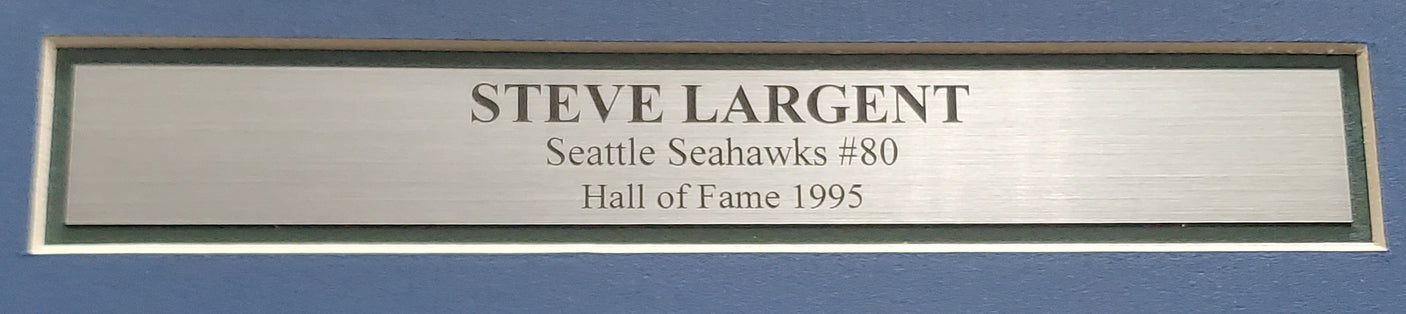 STEVE LARGENT
Seattle Seahawks #80
Hall of Fame 1995